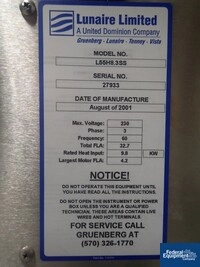 Lunaire Limited
A United Dominion Company
Gruenberg - Lunaire - Tenney - Vista
MODEL NO.
SERIAL NO.
27933
DATE OF MANUFACTURE
August of 2001
Max. Voltage: 230
Phase: 3
Frequency: 60
Total FLA: 32.7
Rated Heat Input: 9.0 KW
Largest Motor FLA: 4.2
NOTICE!
DO NOT OPERATE THIS EQUIPMENT UNTIL
YOU HAVE READ ALL OF THE INSTRUCTIONS.
DO NOT OPEN THE INSTRUMENT OR POWER
BOX UNLESS YOU ARE A QUALIFIED
TECHNICIAN. THESE AREAS CONTAIN LIVE
WIRES AND HOT TERMINALS.
FOR SERVICE CALL
GRUENBERG AT
(570) 326-1770
Federal
Equipment
Company